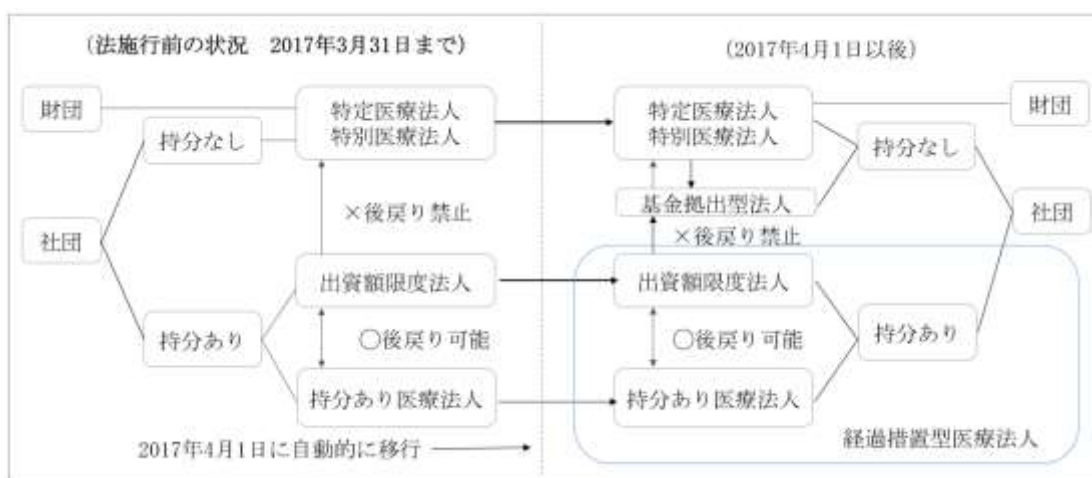 (法施行前の状況　2017年3月31日まで)
財団
持分なし
社団
持分あり
特定医療法人
特別医療法人
×後戻り禁止
出資額限度法人
〇後戻り可能
持分あり医療法人
2017年4月1日に自動的に移行
(2017年4月1日以後)
特定医療法人
特別医療法人
財団
持分なし
基金拠出型法人
社団
×後戻り禁止
出資額限度法人
〇後戻り可能
持分あり
持分あり医療法人
経過措置型医療法人